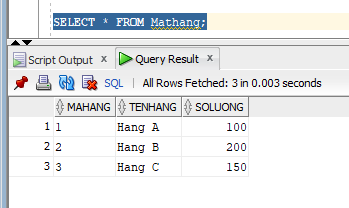 SELECT * FROM Mathang;
Script Output x Query Result x
SQL | All Rows Fetched: 3 in 0.003 seconds
MAHANG TENHANG SOLUONG
1 1 Hang A 100
2 2 Hang B 200
3 3 Hang C 150